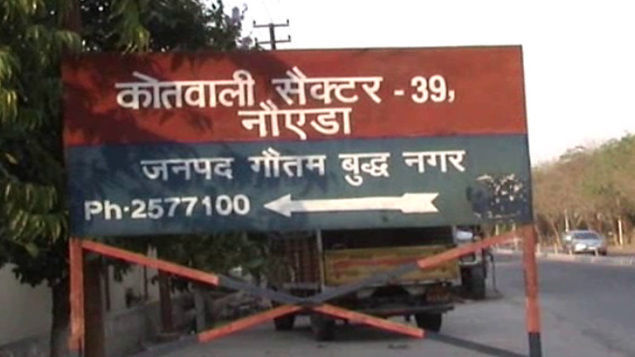 कोतवाली सैक्टर - 39,
नौएडा
जनपद गौतम बुद्ध नगर
Ph.2577100